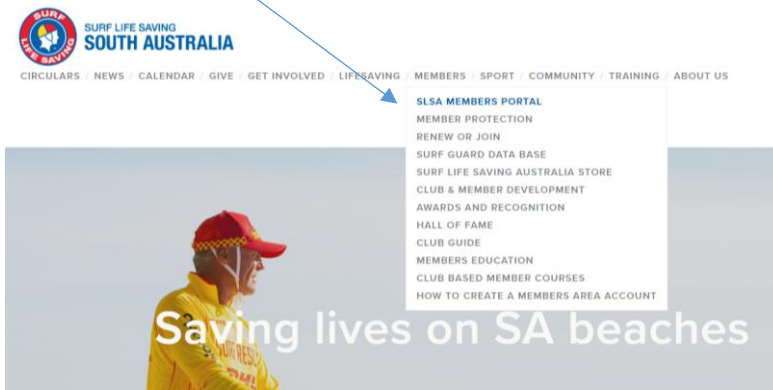 SURF
LIFE SAVING
SURF LIFE SAVING
SOUTH AUSTRALIA
CIRCULARS / NEWS / CALENDAR / GIVE / GET INVOLVED / LIFESAVING / MEMBERS / SPORT / COMMUNITY / TRAINING / ABOUT US
SLSA MEMBERS PORTAL
MEMBER PROTECTION
RENEW OR JOIN
SURF GUARD DATA BASE
SURF LIFE SAVING AUSTRALIA STORE
CLUB & MEMBER DEVELOPMENT
AWARDS AND RECOGNITION
HALL OF FAME
CLUB GUIDE
MEMBERS EDUCATION
CLUB BASED MEMBER COURSES
HOW TO CREATE A MEMBERS AREA ACCOUNT
Saving lives on SA beaches